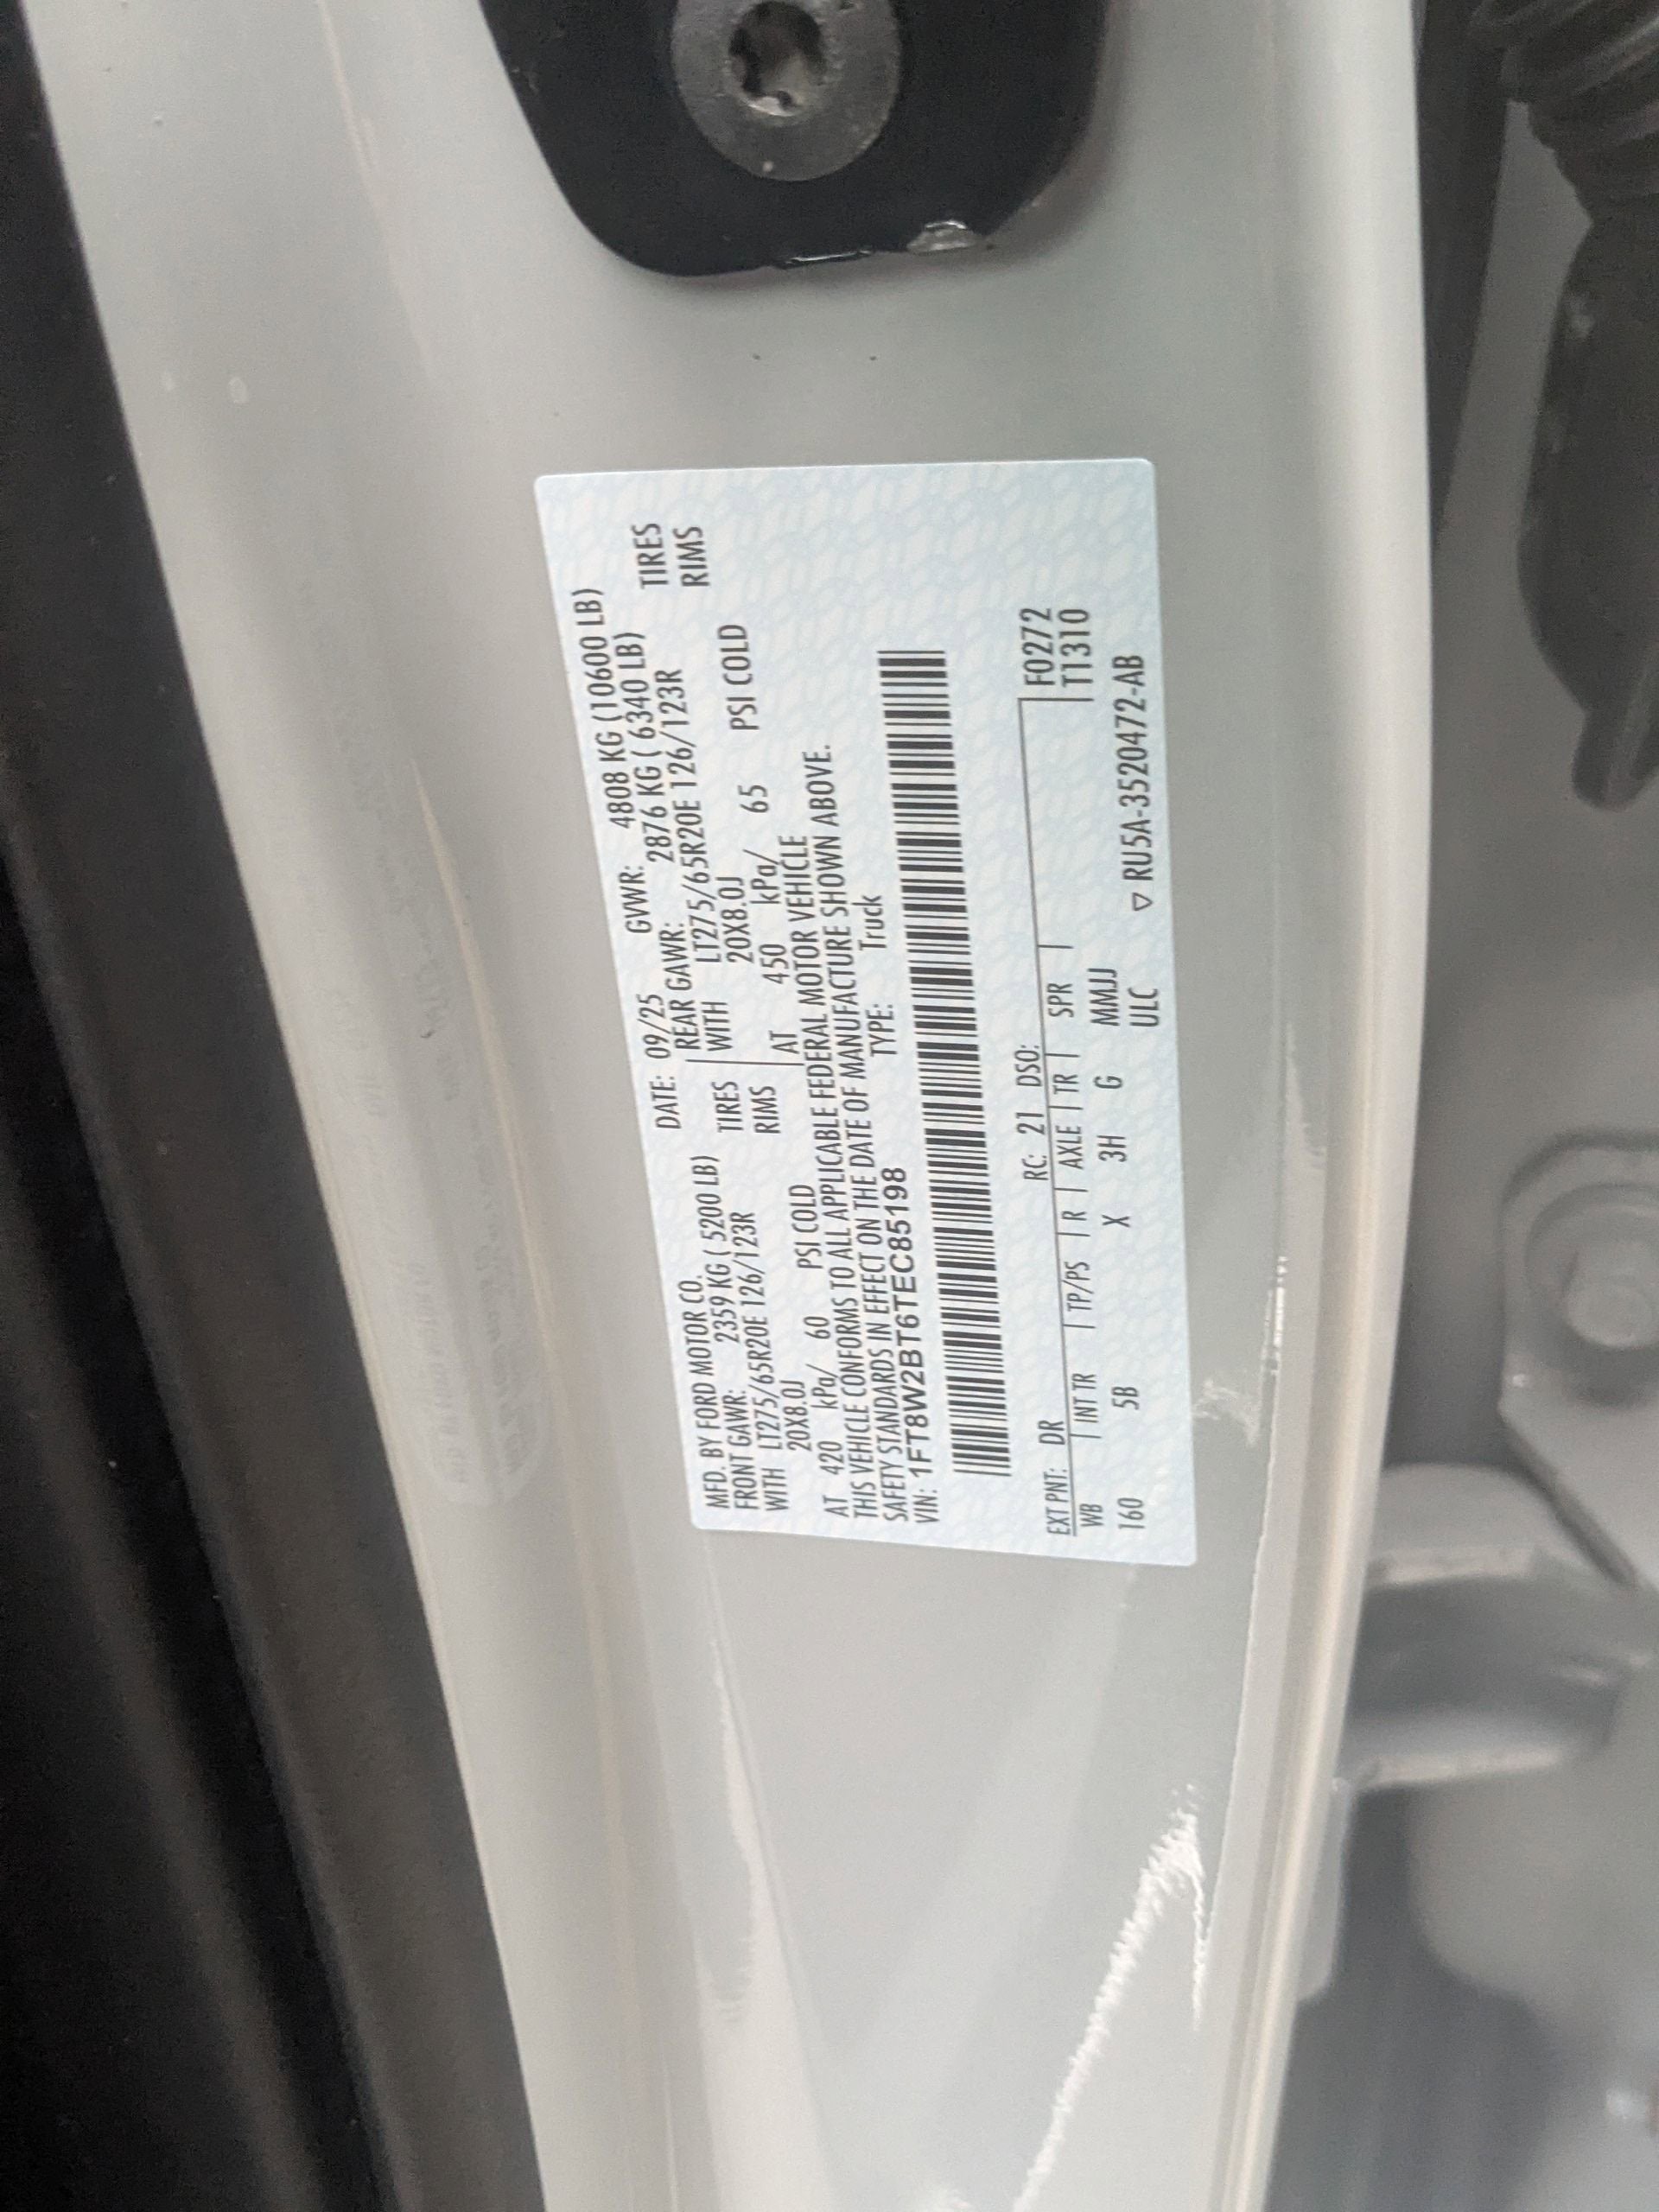 MFD. BY FORD MOTOR CO. DATE: 09/25 GVWR: 4808 KG (10600 LB)
FRONT GAWR: 2359 KG ( 5200 LB) REAR GAWR: 2876 KG ( 6340 LB)
WITH LT275/65R20E 126/123R TIRES WITH LT275/65R20E 126/123R TIRES
20X8.0J RIMS 20X8.0J RIMS
AT 420 kPa/ 60 PSI COLD AT 450 kPa/ 65 PSI COLD
THIS VEHICLE CONFORMS TO ALL APPLICABLE FEDERAL MOTOR VEHICLE
SAFETY STANDARDS IN EFFECT ON THE DATE OF MANUFACTURE SHOWN ABOVE.
VIN: 1FT8W2BT6TEC85198 TYPE: Truck
EXT PNT: DR RC: 21 DSO: F0272
WB INT TR TP/PS R AXLE TR SPR T1310
160 5B X 3H G MMJJ
ULC ▽ RU5A-3520472-AB